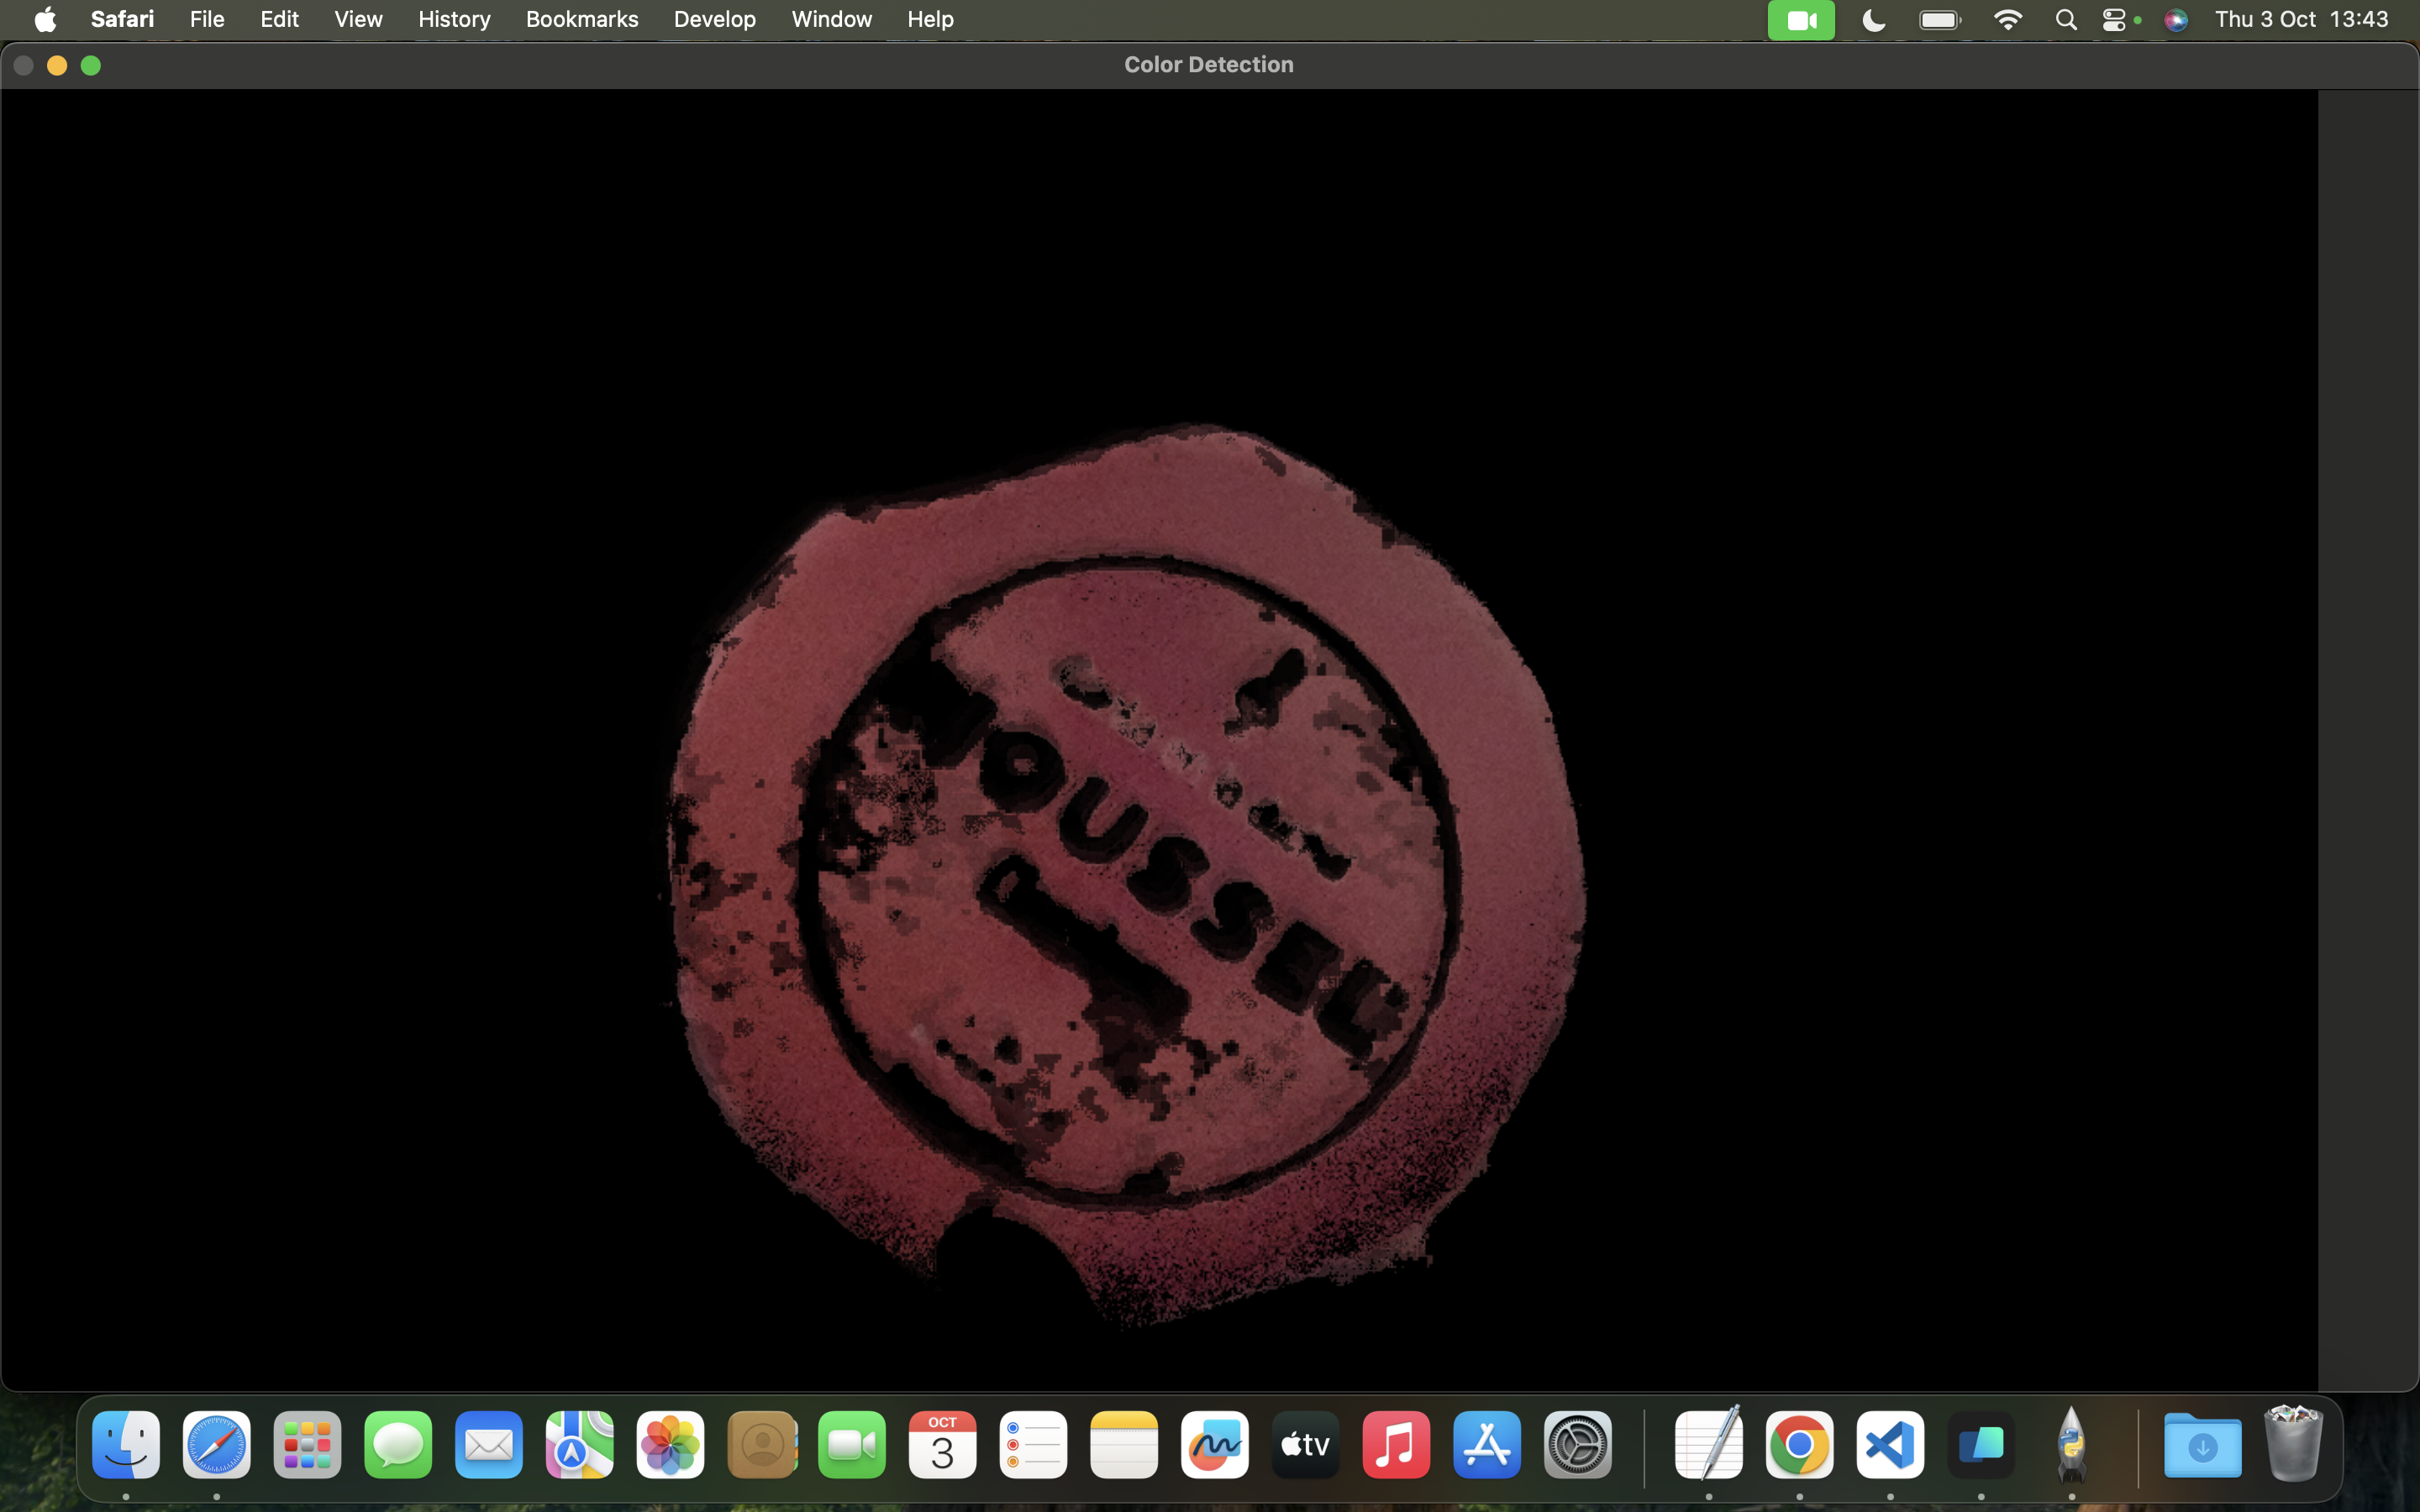 Safari File Edit View History Bookmarks Develop Window Help Thu 3 Oct 13:43
Color Detection
JOUSSEL
OCT
3
tv